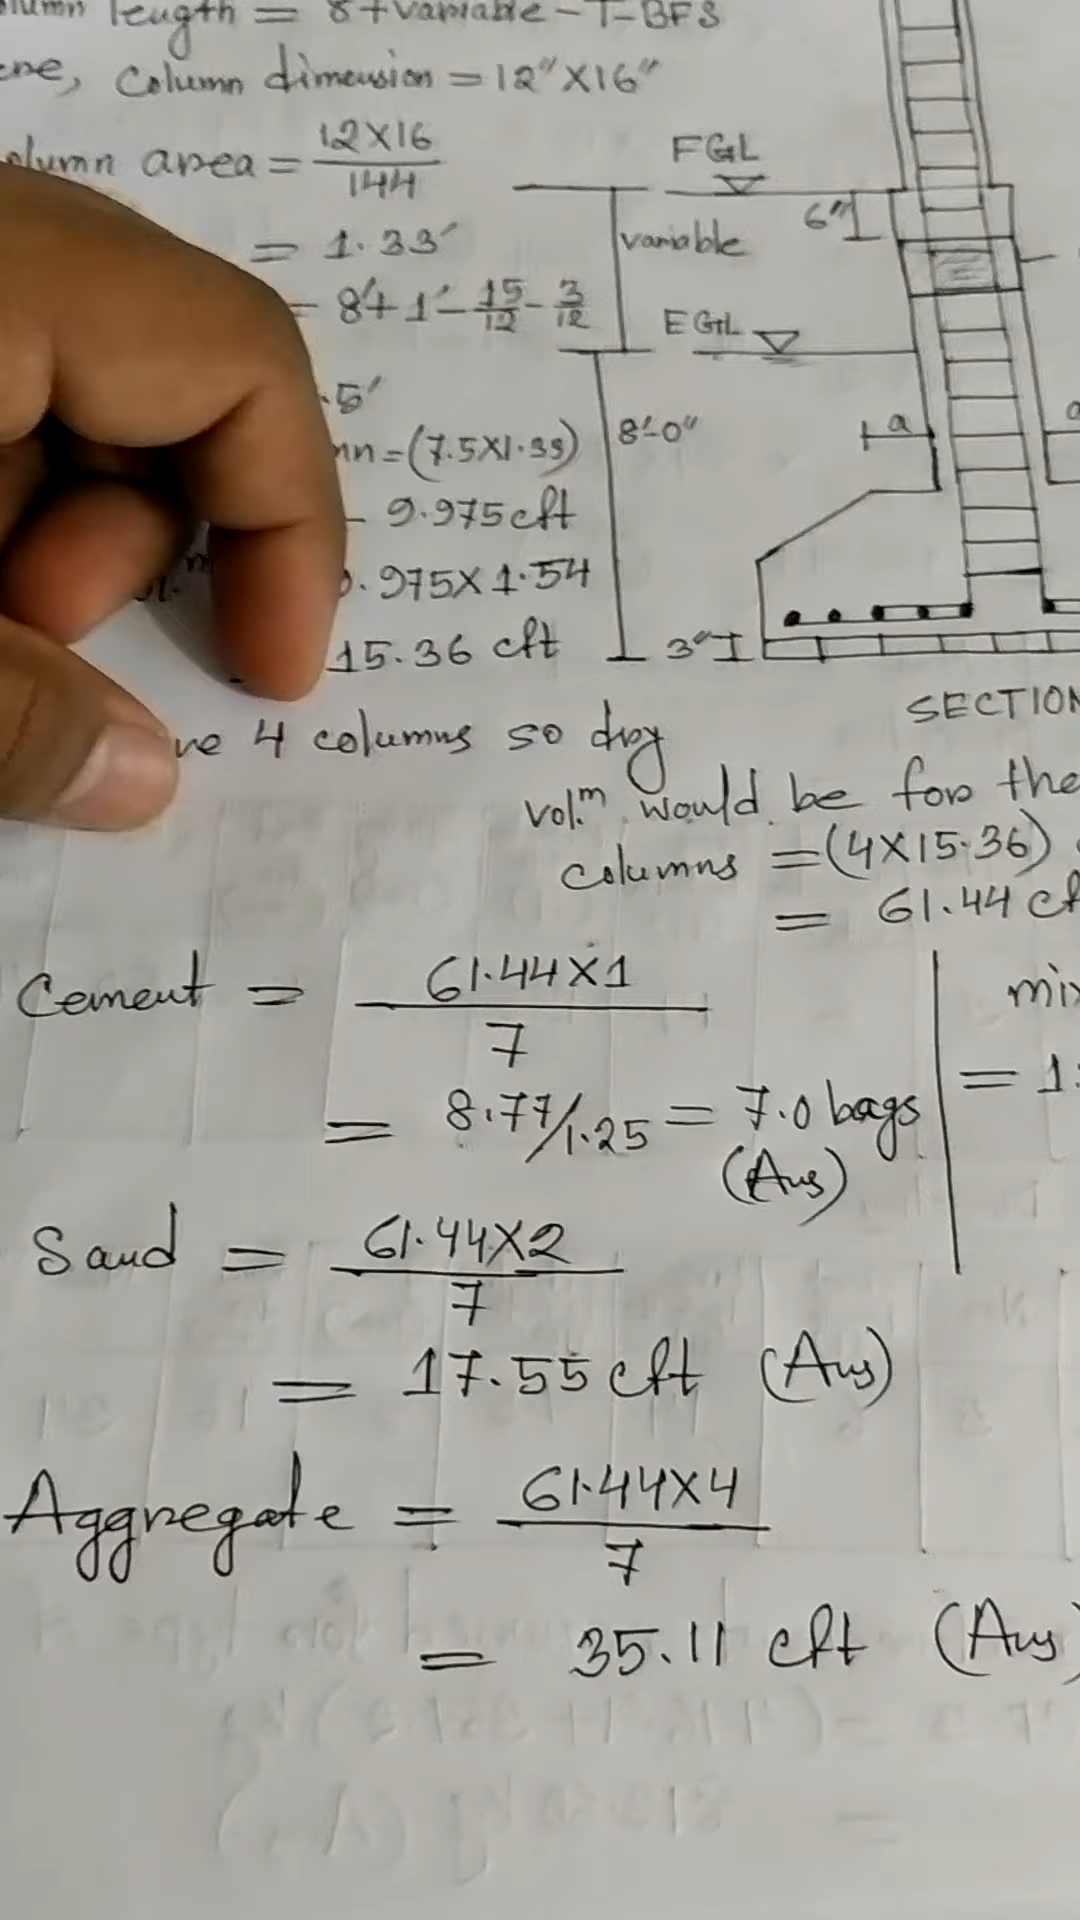 length = 8+variable-T-BFS
Column dimension = 12"X16"
area = 12X16
144
= 1.33'
= 8'+1'-15/12-3/12
.5'
=(7.5X1.33)
9.975cft
.975X1.54
15.36 cft
4 columns so dry
vol.m would be for the
columns =(4X15.36)
= 61.44
FGL
variable
6"
EGL
8'-0"
a
3"
SECTION
Cement = 61.44X1
7
= 8.77/1.25 = 7.0 bags
(Ans)
= 1:
Sand = 61.44X2
7
= 17.55 cft (Ans)
Aggregate = 61.44X4
7
= 35.11 cft (Ans